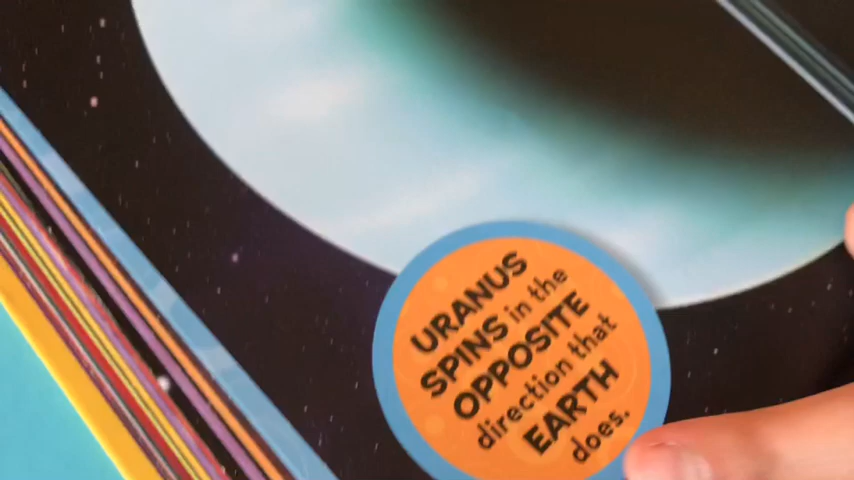 URANUS
SPINS in the
OPPOSITE
direction that
EARTH
does.